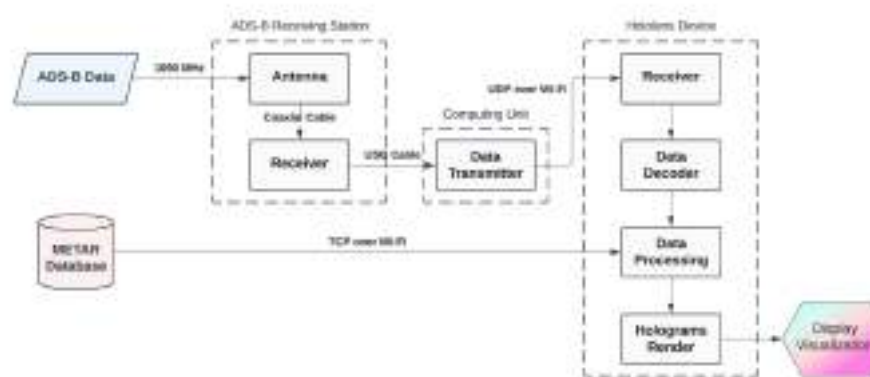 ADS-B Receiving Station
Hololens Device
ADS-B Data
1090 MHz
Antenna
Coaxial Cable
Receiver
USB Cable
Computing Unit
Data
Transmitter
UDP over Wi-Fi
Receiver
Data
Decoder
METAR
Database
TCP over Wi-Fi
Data
Processing
Holograms
Render
Display
Visualization